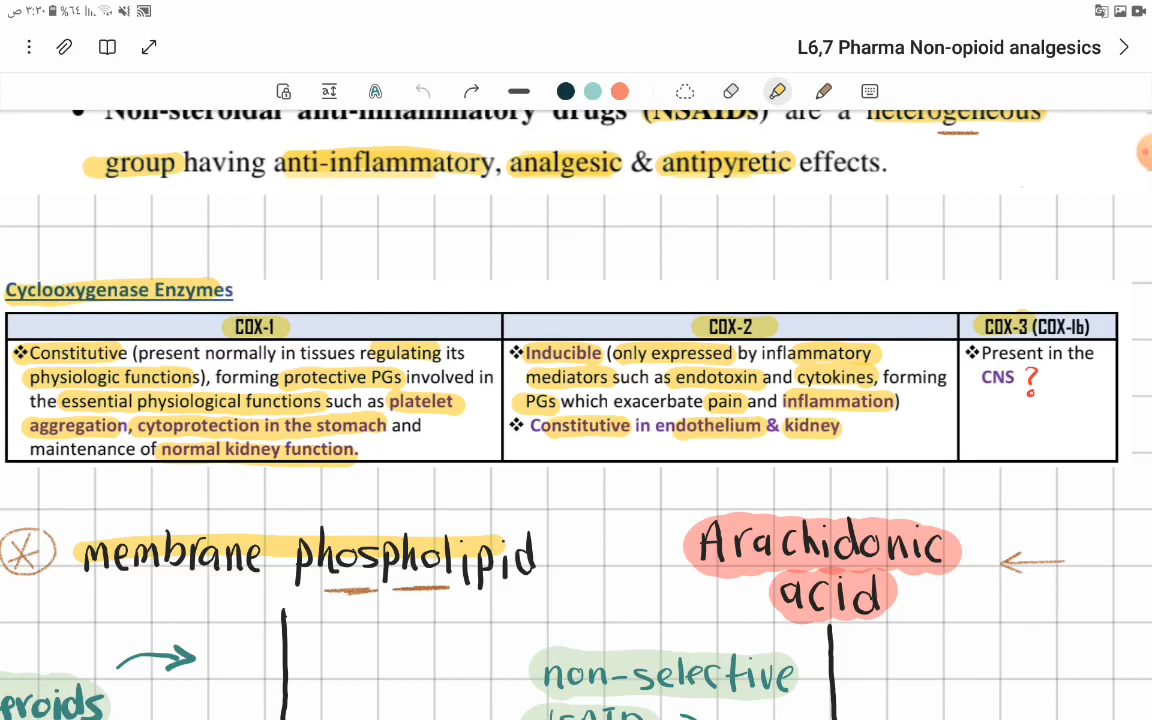 ٣:٣٠ ص
٪٦٤
L6,7 Pharma Non-opioid analgesics
Non-steroidal anti-inflammatory drugs (NSAIDs) are a heterogeneous
group having anti-inflammatory, analgesic & antipyretic effects.
Cyclooxygenase Enzymes
COX-1
❖Constitutive (present normally in tissues regulating its
physiologic functions), forming protective PGs involved in
the essential physiological functions such as platelet
aggregation, cytoprotection in the stomach and
maintenance of normal kidney function.
COX-2
❖Inducible (only expressed by inflammatory
mediators such as endotoxin and cytokines, forming
PGs which exacerbate pain and inflammation)
❖ Constitutive in endothelium & kidney
COX-3 (COX-Ib)
❖Present in the
CNS ?
membrane phospholipid
Arachidonic
acid
eroids
non-selective